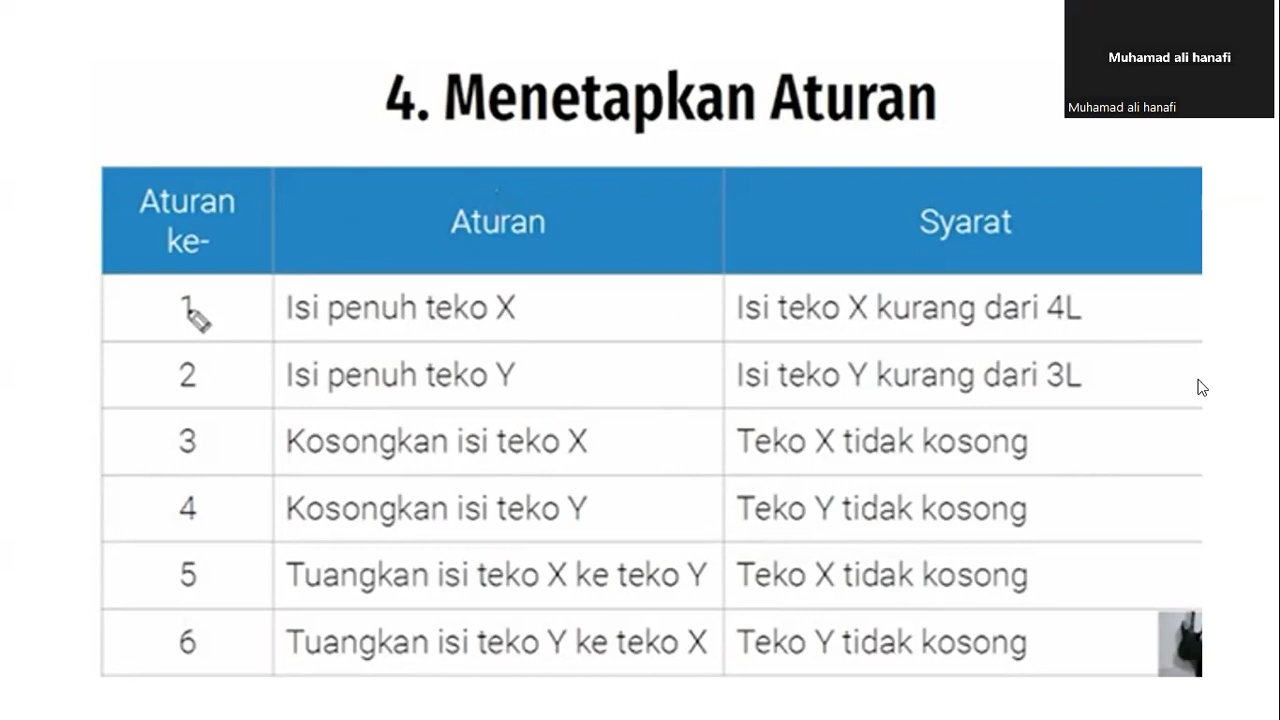 Muhamad ali hanafi
Muhamad ali hanafi
4. Menetapkan Aturan
Aturan ke- Aturan Syarat
1 Isi penuh teko X Isi teko X kurang dari 4L
2 Isi penuh teko Y Isi teko Y kurang dari 3L
3 Kosongkan isi teko X Teko X tidak kosong
4 Kosongkan isi teko Y Teko Y tidak kosong
5 Tuangkan isi teko X ke teko Y Teko X tidak kosong
6 Tuangkan isi teko Y ke teko X Teko Y tidak kosong